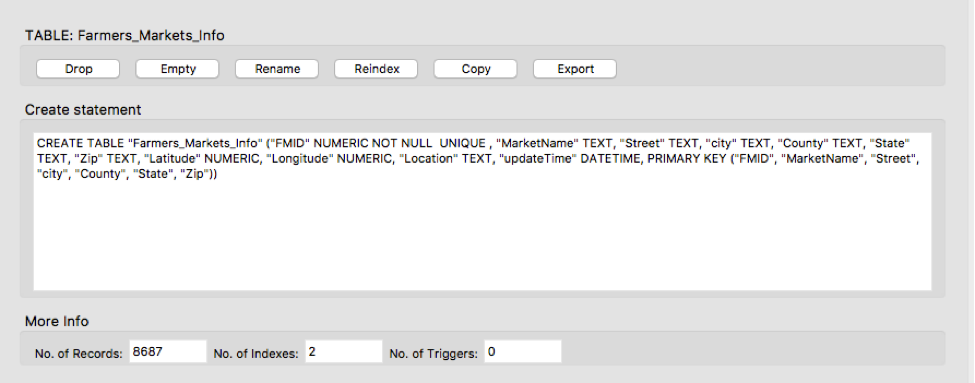 TABLE: Farmers_Markets_Info
Drop Empty Rename Reindex Copy Export
Create statement
CREATE TABLE "Farmers_Markets_Info" ("FMID" NUMERIC NOT NULL  UNIQUE , "MarketName" TEXT, "Street" TEXT, "city" TEXT, "County" TEXT, "State"
TEXT, "Zip" TEXT, "Latitude" NUMERIC, "Longitude" NUMERIC, "Location" TEXT, "updateTime" DATETIME, PRIMARY KEY ("FMID", "MarketName", "Street",
"city", "County", "State", "Zip"))
More Info
No. of Records: 8687 No. of Indexes: 2 No. of Triggers: 0